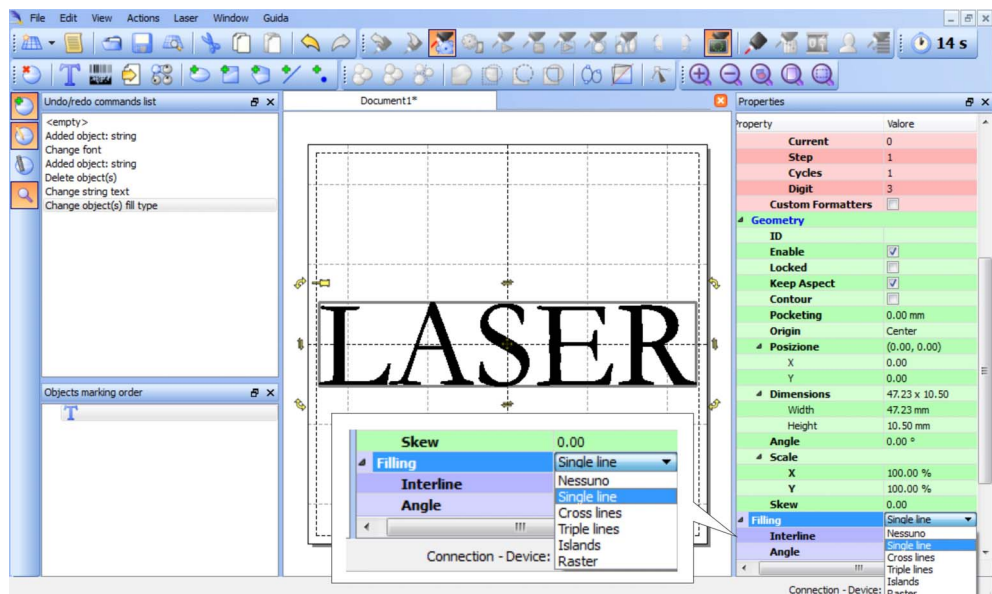 File Edit View Actions Laser Window Guida
14 s
Undo/redo commands list
<empty>
Added object: string
Change font
Added object: string
Delete object(s)
Change string text
Change object(s) fill type
Objects marking order
T
Document1*
LASER
Skew 0.00
Filling Single line
Interline Nessuno
Single line
Angle Cross lines
Triple lines
Islands
Connection - Device: Raster
Properties
Property Valore
Current 0
Step 1
Cycles 1
Digit 3
Custom Formatters
Geometry
ID
Enable
Locked
Keep Aspect
Contour
Pocketing 0.00 mm
Origin Center
Posizione (0.00, 0.00)
X 0.00
Y 0.00
Dimensions 47.23 x 10.50
Width 47.23 mm
Height 10.50 mm
Angle 0.00 °
Scale
X 100.00 %
Y 100.00 %
Skew 0.00
Filling Single line
Interline Nessuno
Single line
Angle Cross lines
Triple lines
Islands
Connection - Device: Raster